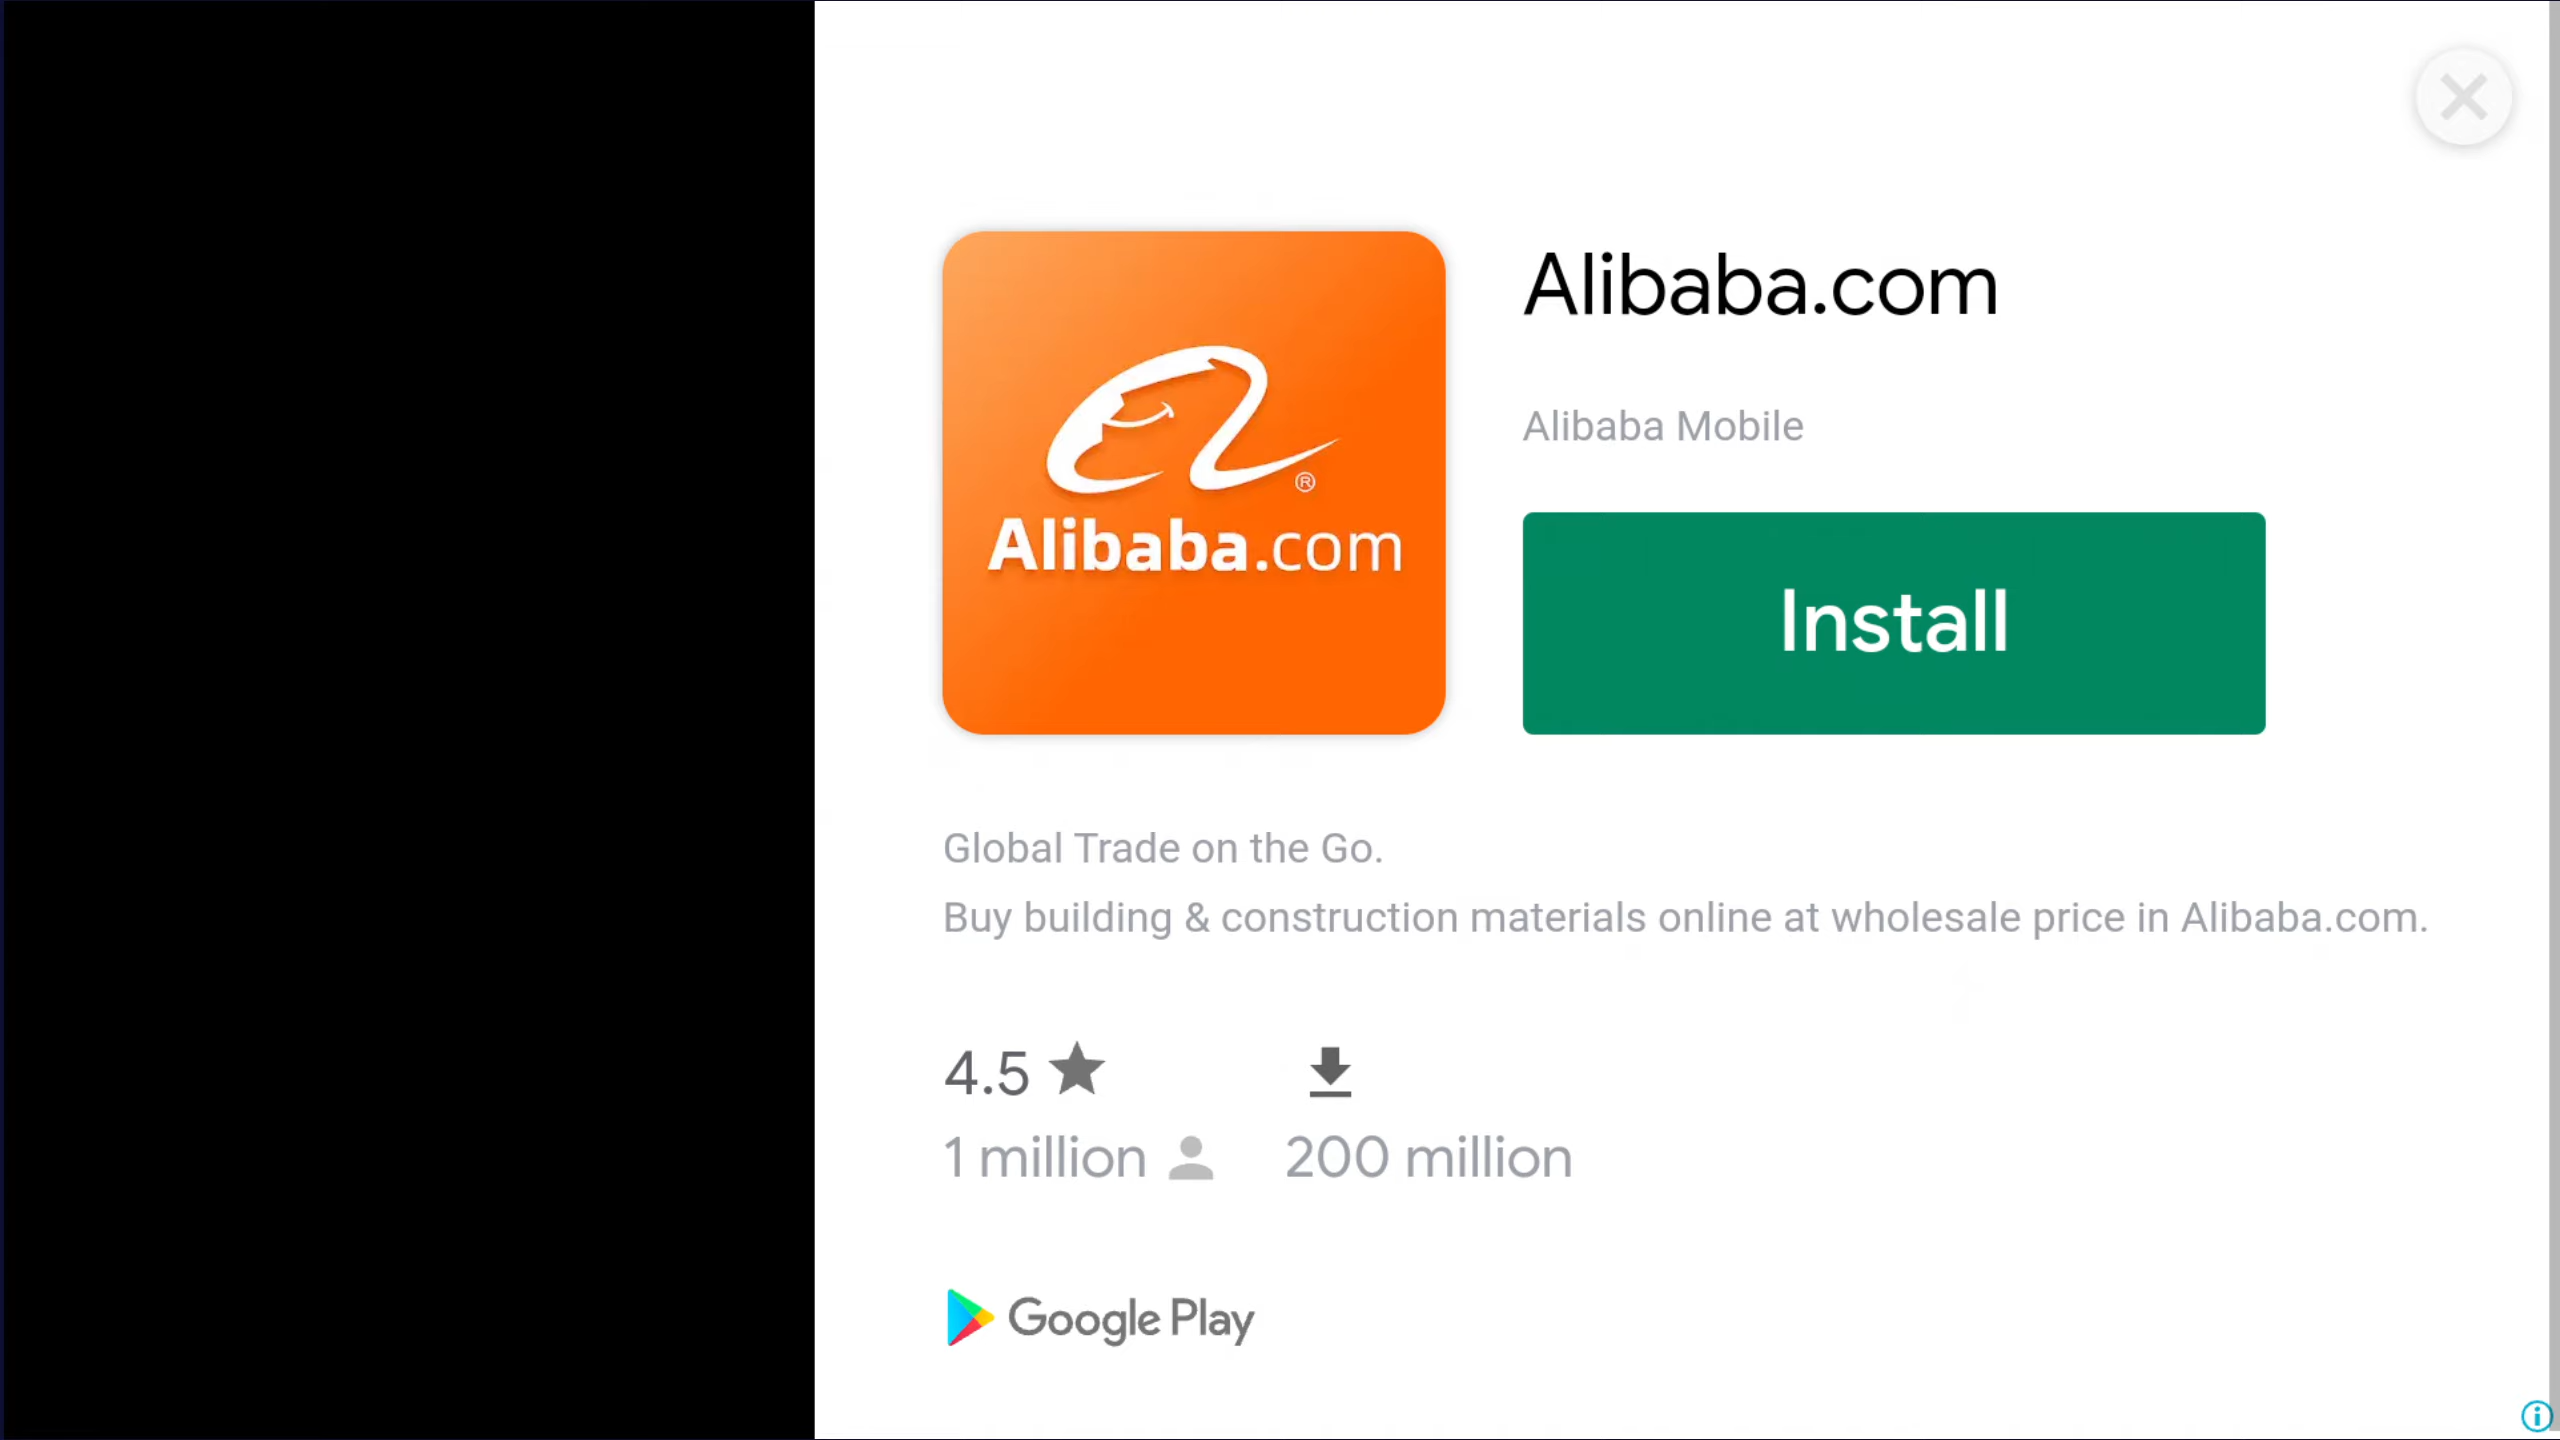 Alibaba.com
Alibaba Mobile
®
Alibaba.com
Install
Global Trade on the Go.
Buy building & construction materials online at wholesale price in Alibaba.com.
4.5
1 million
200 million
Google Play